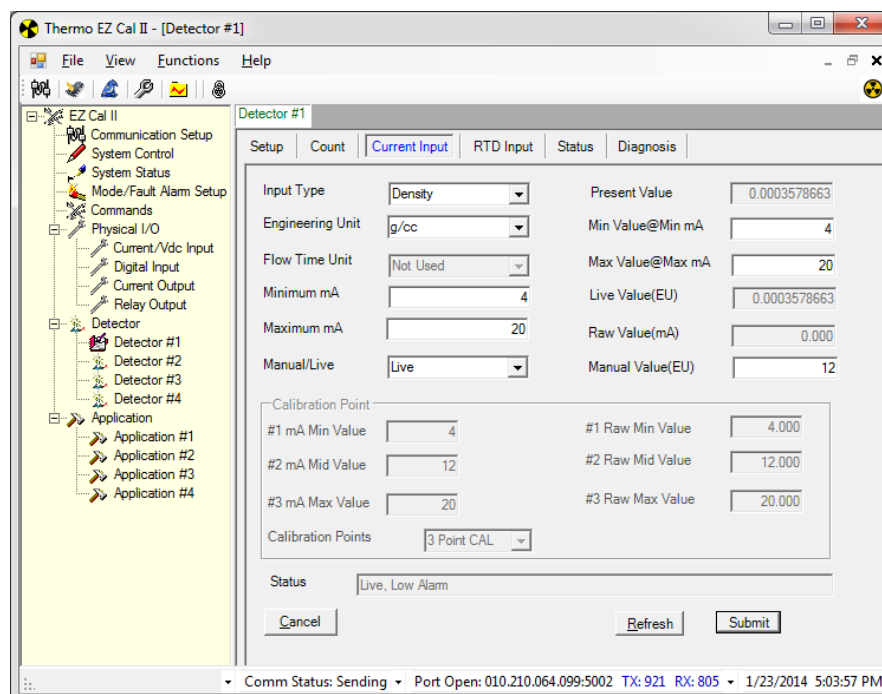 Thermo EZ Cal II - [Detector #1]
File View Functions Help
EZ Cal II
Communication Setup
System Control
System Status
Mode/Fault Alarm Setup
Commands
Physical I/O
Current/Vdc Input
Digital Input
Current Output
Relay Output
Detector
Detector #1
Detector #2
Detector #3
Detector #4
Application
Application #1
Application #2
Application #3
Application #4
Detector #1
Setup Count Current Input RTD Input Status Diagnosis
Input Type Density Present Value 0.0003578663
Engineering Unit g/cc Min Value@Min mA 4
Flow Time Unit Not Used Max Value@Max mA 20
Minimum mA 4 Live Value(EU) 0.0003578663
Maximum mA 20 Raw Value(mA) 0.000
Manual/Live Live Manual Value(EU) 12
Calibration Point
#1 mA Min Value 4 #1 Raw Min Value 4.000
#2 mA Mid Value 12 #2 Raw Mid Value 12.000
#3 mA Max Value 20 #3 Raw Max Value 20.000
Calibration Points 3 Point CAL
Status Live, Low Alarm
Cancel Refresh Submit
Comm Status: Sending Port Open: 010.210.064.099:5002 TX: 921 RX: 805 1/23/2014 5:03:57 PM